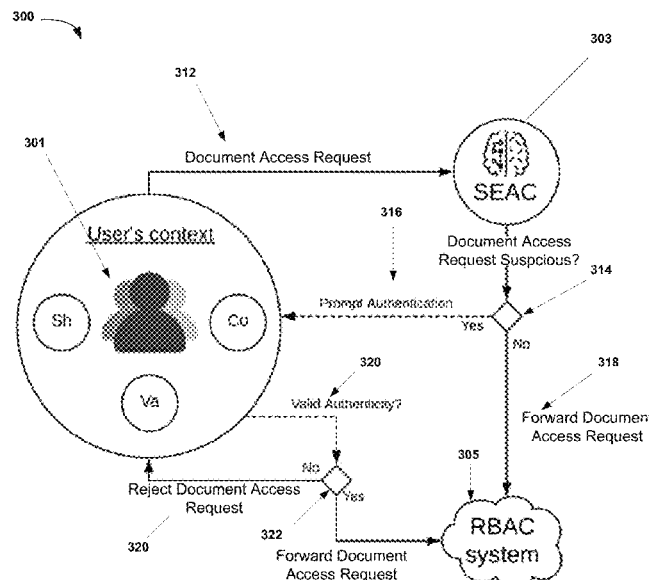 300
303
312
301
Document Access Request
SEAC
316
User's context
Document Access
Request Suspcious?
314
Prompt Authentication
Yes
No
Sh
Co
Va
320
318
Valid Authenticity?
Forward Document
Access Request
305
No
Yes
Reject Document Access
Request
322
320
RBAC
system
Forward Document
Access Request